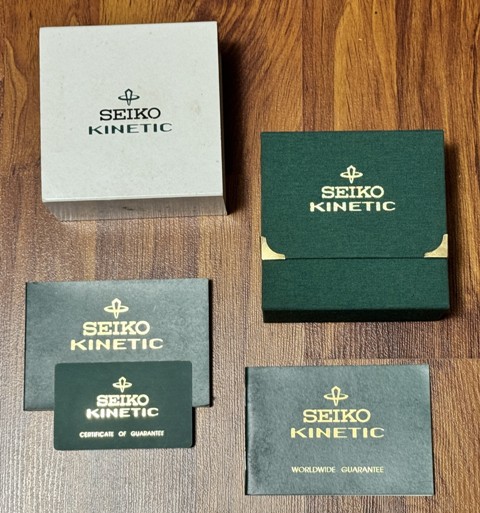 SEIKO
KINETIC
SEIKO
KINETIC
SEIKO
KINETIC
SEIKO
KINETIC
CERTIFICATE OF GUARANTEE
SEIKO
KINETIC
WORLDWIDE GUARANTEE